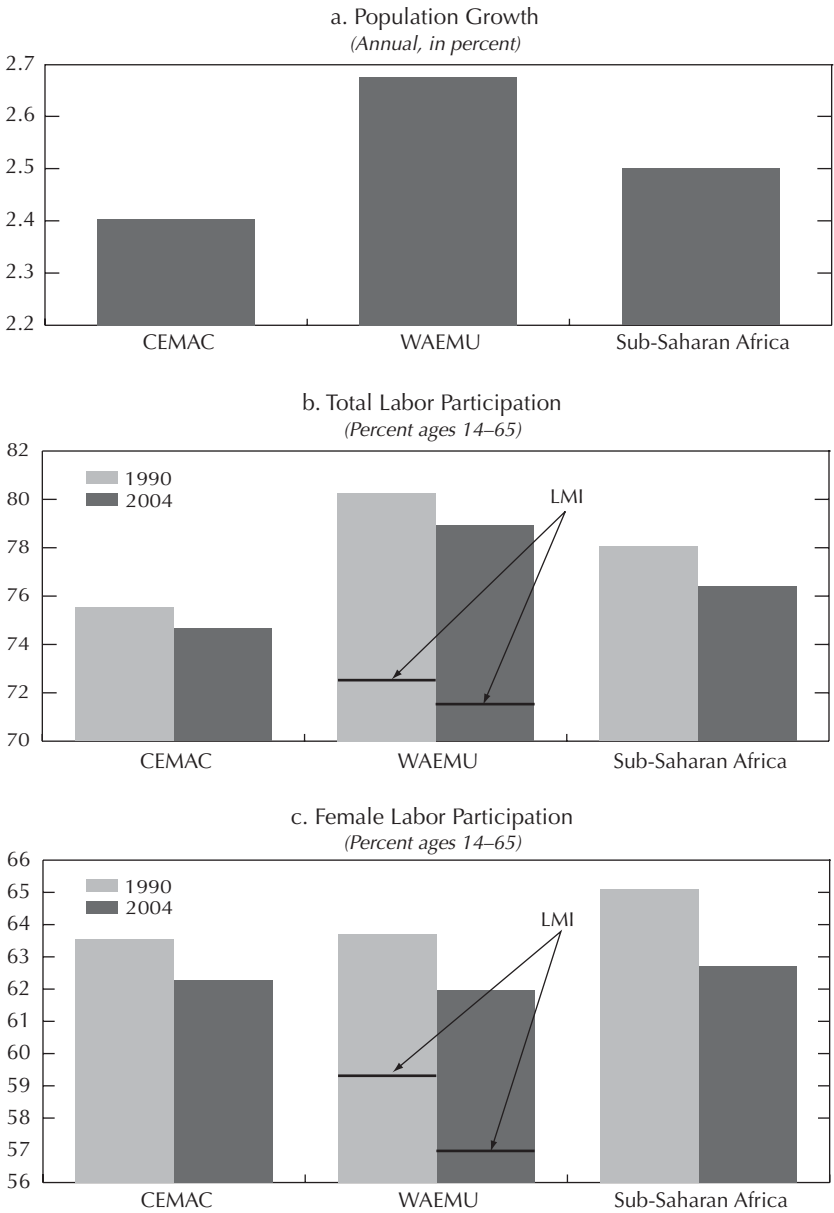 a. Population Growth
(Annual, in percent)
2.7
2.6
2.5
2.4
2.3
2.2
CEMAC WAEMU Sub-Saharan Africa
b. Total Labor Participation
(Percent ages 14–65)
82
1990
2004
LMI
80
78
76
74
72
70
CEMAC WAEMU Sub-Saharan Africa
c. Female Labor Participation
(Percent ages 14–65)
66
1990
2004
LMI
65
64
63
62
61
60
59
58
57
56
CEMAC WAEMU Sub-Saharan Africa